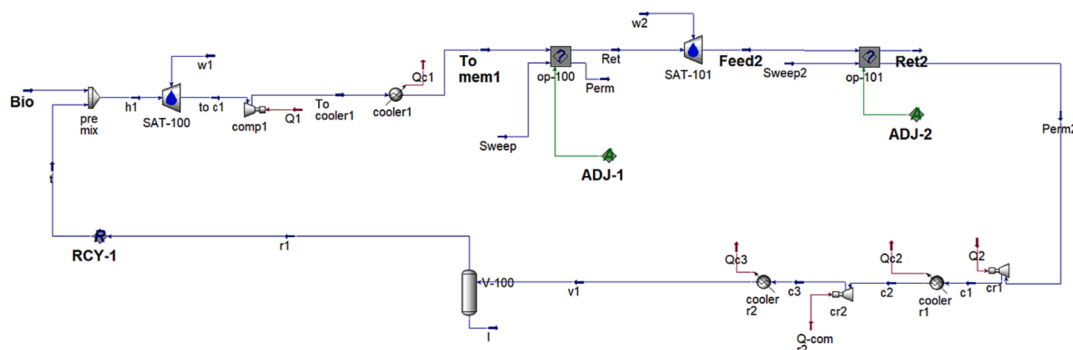 w2
w1
Qc1
To
mem1
Ret
Feed2
Ret2
SAT-101
Sweep2
op-100
op-101
Perm
Bio
h1
to c1
To
cooler1
cooler1
pre
mix
SAT-100
comp1
Q1
Sweep
ADJ-1
ADJ-2
Perm2
RCY-1
r1
V-100
l
v1
Qc3
cooler
r2
c3
cr2
Q-com
r2
Qc2
c2
cooler
r1
c1
Q2
cr1